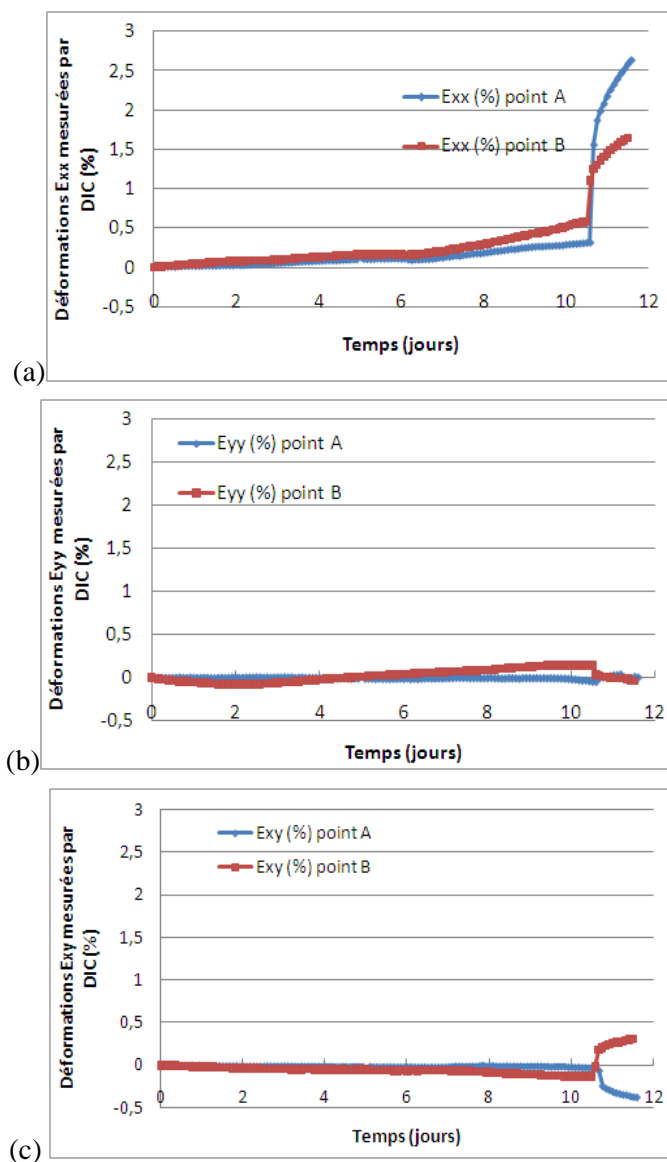 Déformations Exx mesurées par
DIC (%)
3
2,5
2
1,5
1
0,5
0
-0,5
Exx (%) point A
Exx (%) point B
0 2 4 6 8 10 12
Temps (jours)
(a)
Déformations Eyy mesurées par
DIC (%)
3
2,5
2
1,5
1
0,5
0
-0,5
Eyy (%) point A
Eyy (%) point B
0 2 4 6 8 10 12
Temps (jours)
(b)
Déformations Exy mesurées par
DIC (%)
3
2,5
2
1,5
1
0,5
0
-0,5
Exy (%) point A
Exy (%) point B
0 2 4 6 8 10 12
Temps (jours)
(c)